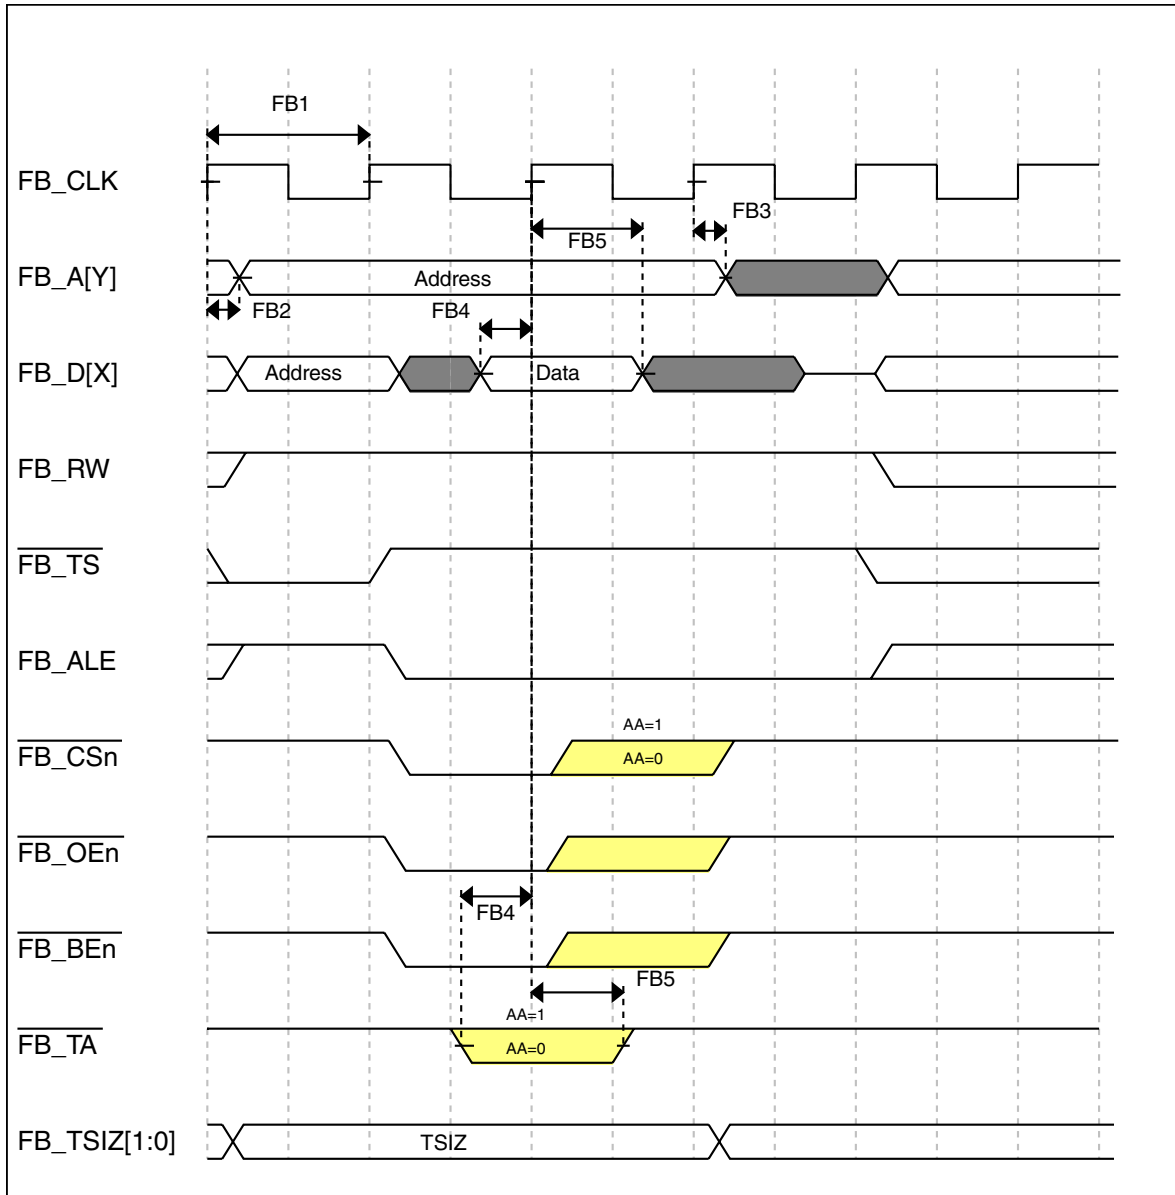 FB1
FB_CLK
FB3
FB5
FB_A[Y]
Address
FB2
FB4
FB_D[X]
Address
Data
FB_RW
FB_TS
FB_ALE
AA=1
FB_CSn
AA=0
FB_OEn
FB4
FB_BEn
FB5
AA=1
FB_TA
AA=0
FB_TSIZ[1:0]
TSIZ